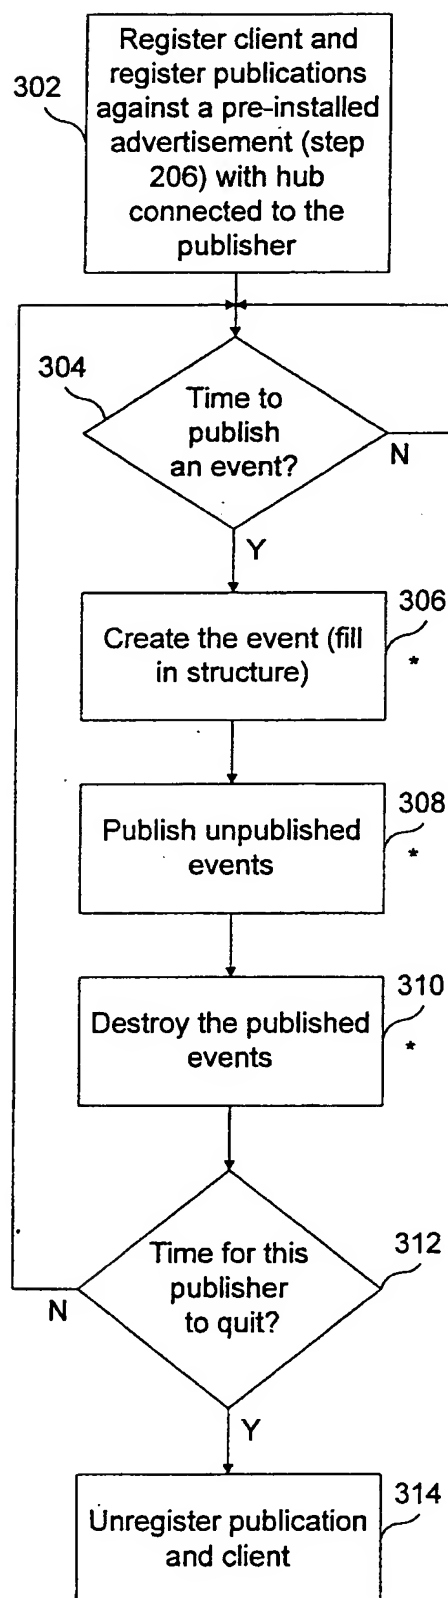 302
Register client and
register publications
against a pre-installed
advertisement (step
206) with hub
connected to the
publisher
304
Time to
publish
an event?
N
Y
306
Create the event (fill
in structure)
*
308
Publish unpublished
events
*
310
Destroy the published
events
*
312
Time for this
publisher
to quit?
N
Y
314
Unregister publication
and client